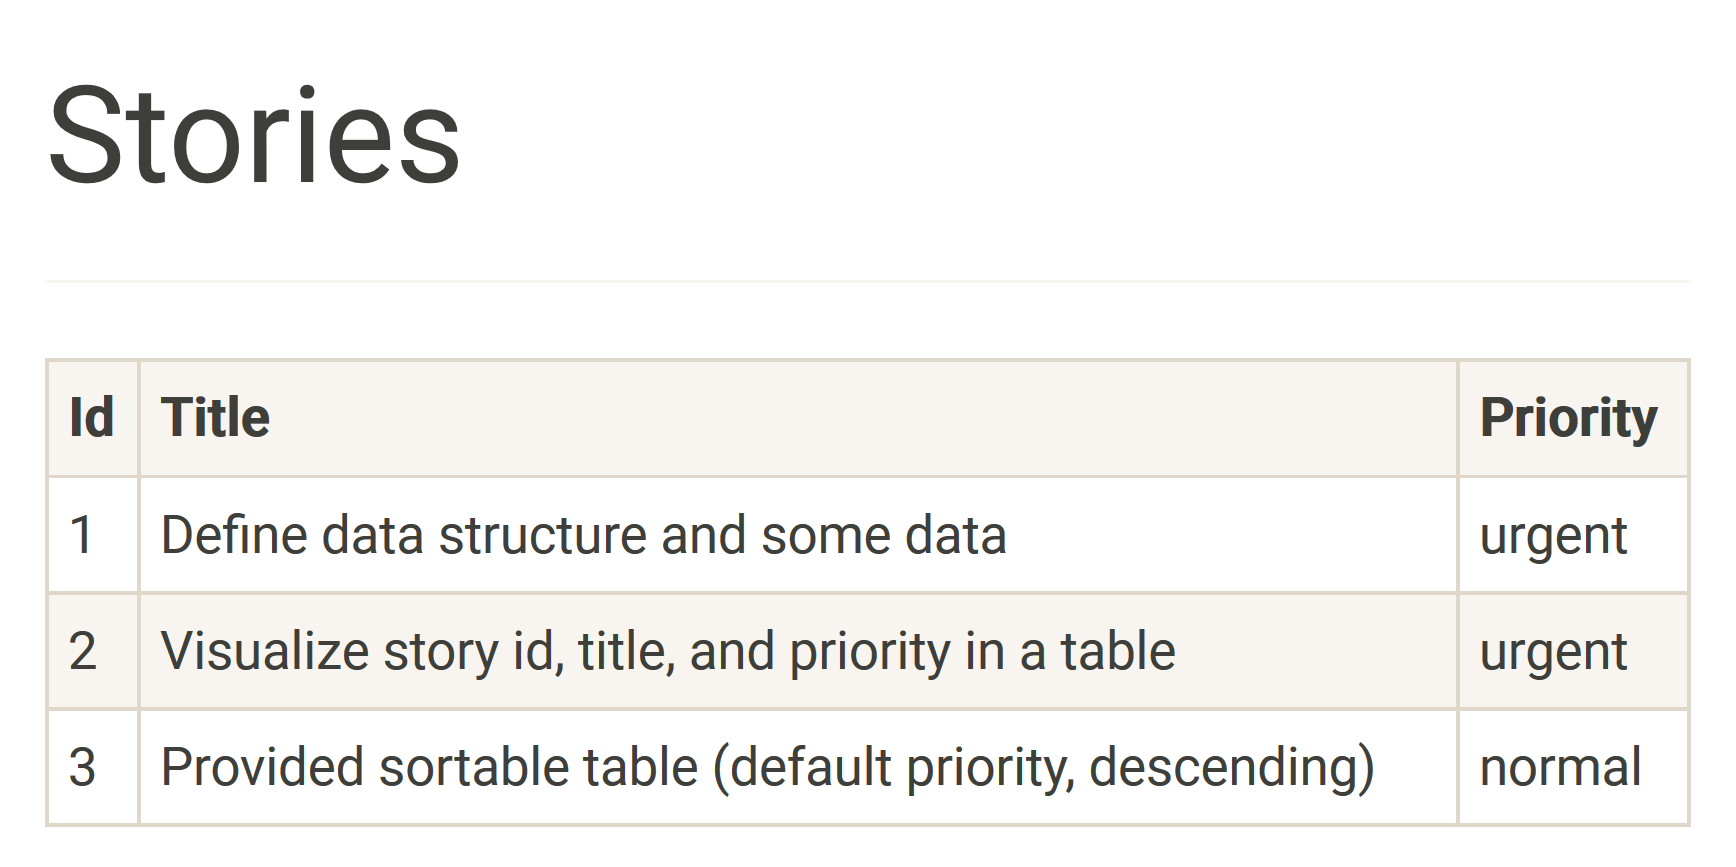 Stories
Id Title Priority
1 Define data structure and some data urgent
2 Visualize story id, title, and priority in a table urgent
3 Provided sortable table (default priority, descending) normal